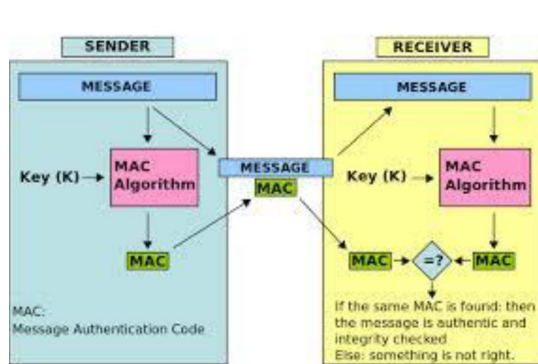 SENDER
MESSAGE
Key (K)
MAC
Algorithm
MAC
MAC:
Message Authentication Code
MESSAGE
MAC
RECEIVER
MESSAGE
Key (K)
MAC
Algorithm
MAC
=?
MAC
If the same MAC is found: then
the message is authentic and
integrity checked
Else: something is not right.